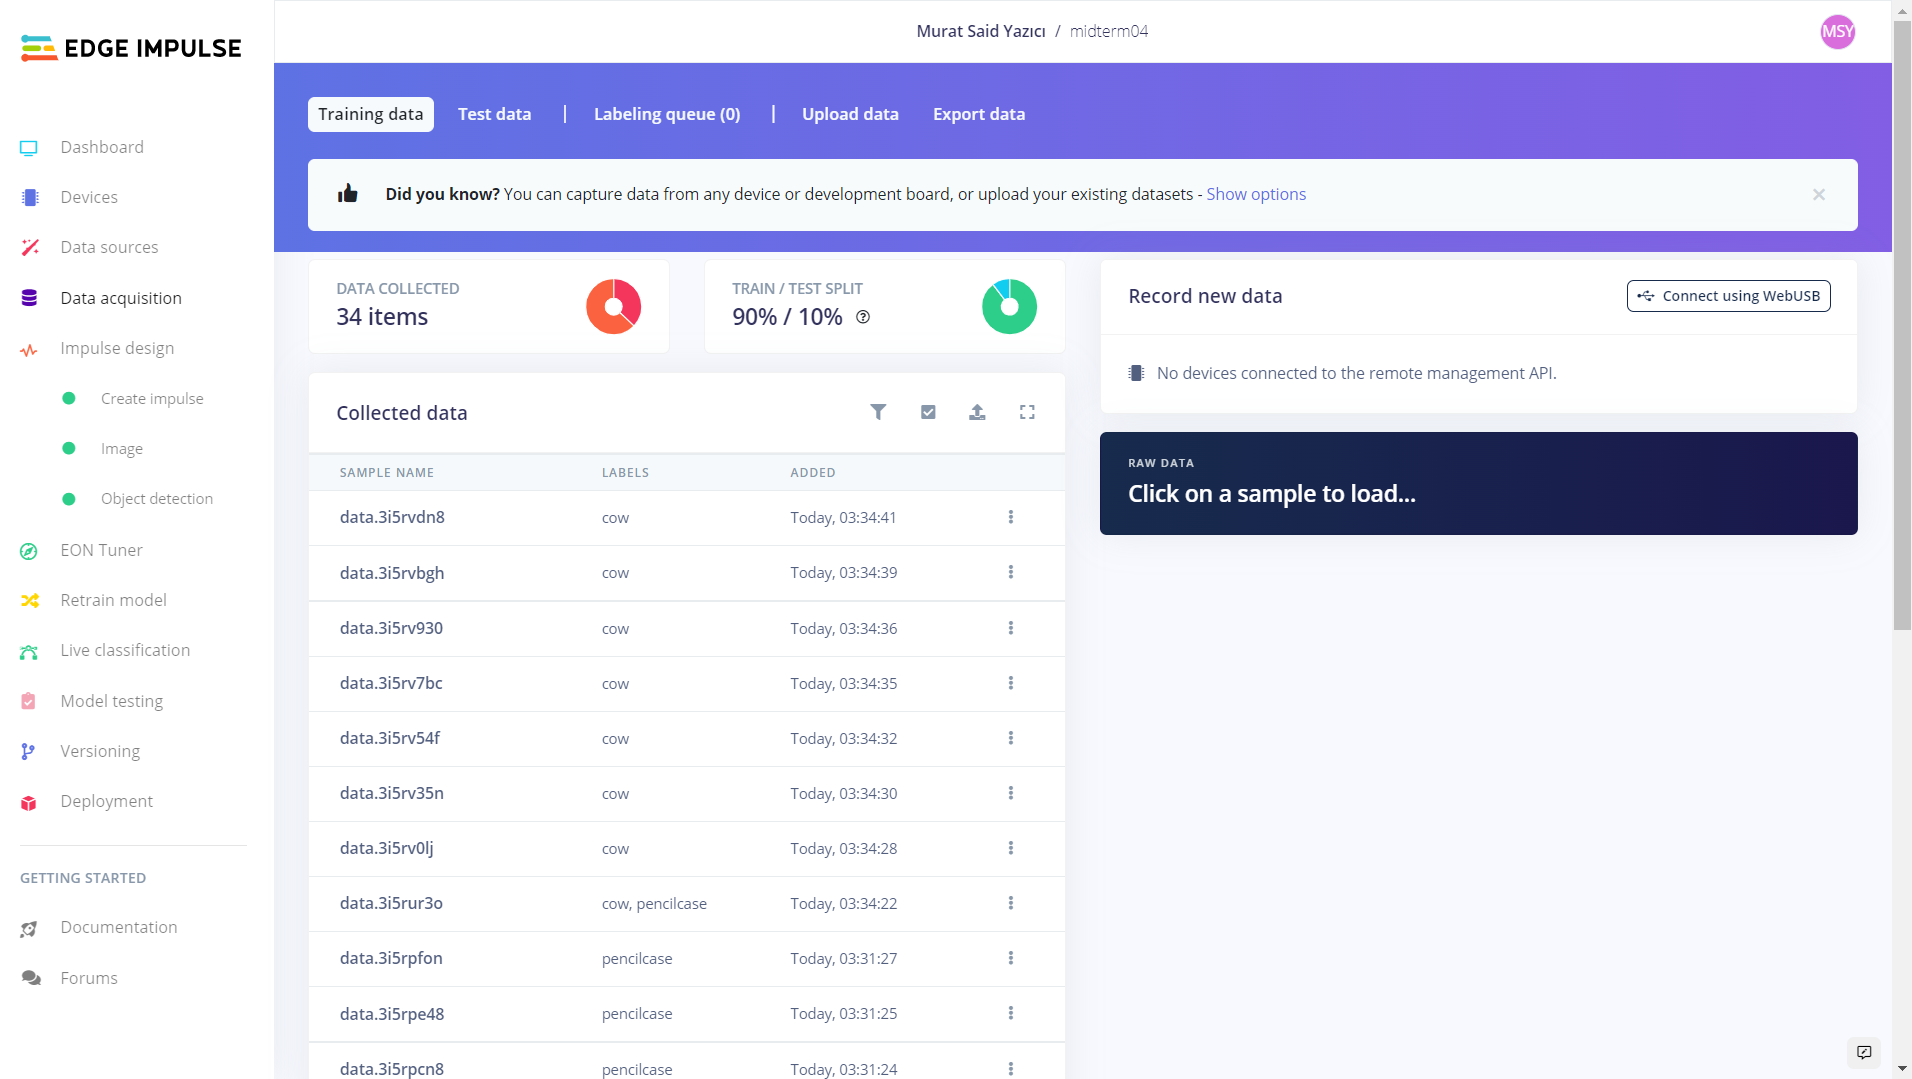 EDGE IMPULSE
Murat Said Yazıcı / midterm04
MSY
Training data
Test data | Labeling queue (0) | Upload data Export data
Did you know? You can capture data from any device or development board, or upload your existing datasets - Show options
Dashboard
Devices
Data sources
Data acquisition
Impulse design
Create impulse
Image
Object detection
EON Tuner
Retrain model
Live classification
Model testing
Versioning
Deployment
GETTING STARTED
Documentation
Forums
DATA COLLECTED
34 items
TRAIN / TEST SPLIT
90% / 10%
Collected data
SAMPLE NAME LABELS ADDED
data.3i5rvdn8 cow Today, 03:34:41
data.3i5rvbgh cow Today, 03:34:39
data.3i5rv930 cow Today, 03:34:36
data.3i5rv7bc cow Today, 03:34:35
data.3i5rv54f cow Today, 03:34:32
data.3i5rv35n cow Today, 03:34:30
data.3i5rv0lj cow Today, 03:34:28
data.3i5rur3o cow, pencilcase Today, 03:34:22
data.3i5rpfon pencilcase Today, 03:31:27
data.3i5rpe48 pencilcase Today, 03:31:25
data.3i5rpcn8 pencilcase Today, 03:31:24
Record new data
Connect using WebUSB
No devices connected to the remote management API.
RAW DATA
Click on a sample to load...